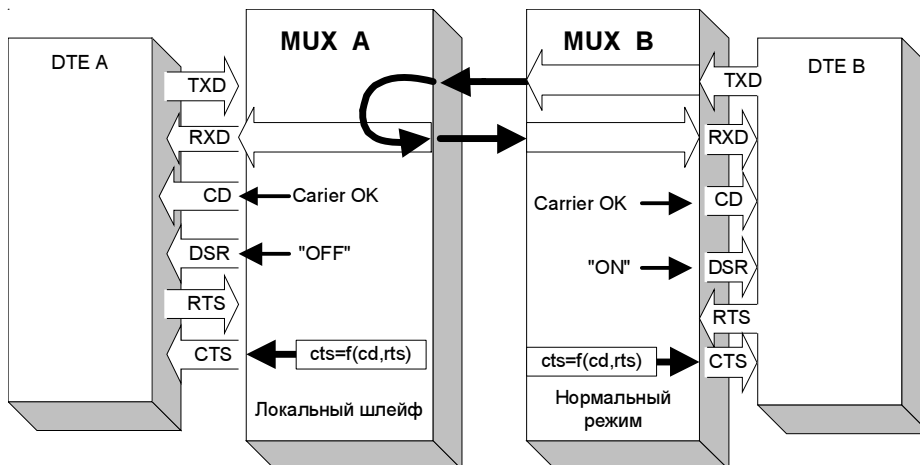 MUX A
MUX B
DTE A
DTE B
TXD
TXD
RXD
RXD
CD
Carier OK
Carrier OK
CD
DSR
"OFF"
"ON"
DSR
RTS
RTS
CTS
cts=f(cd,rts)
cts=f(cd,rts)
CTS
Локальный шлейф
Нормальный
режим